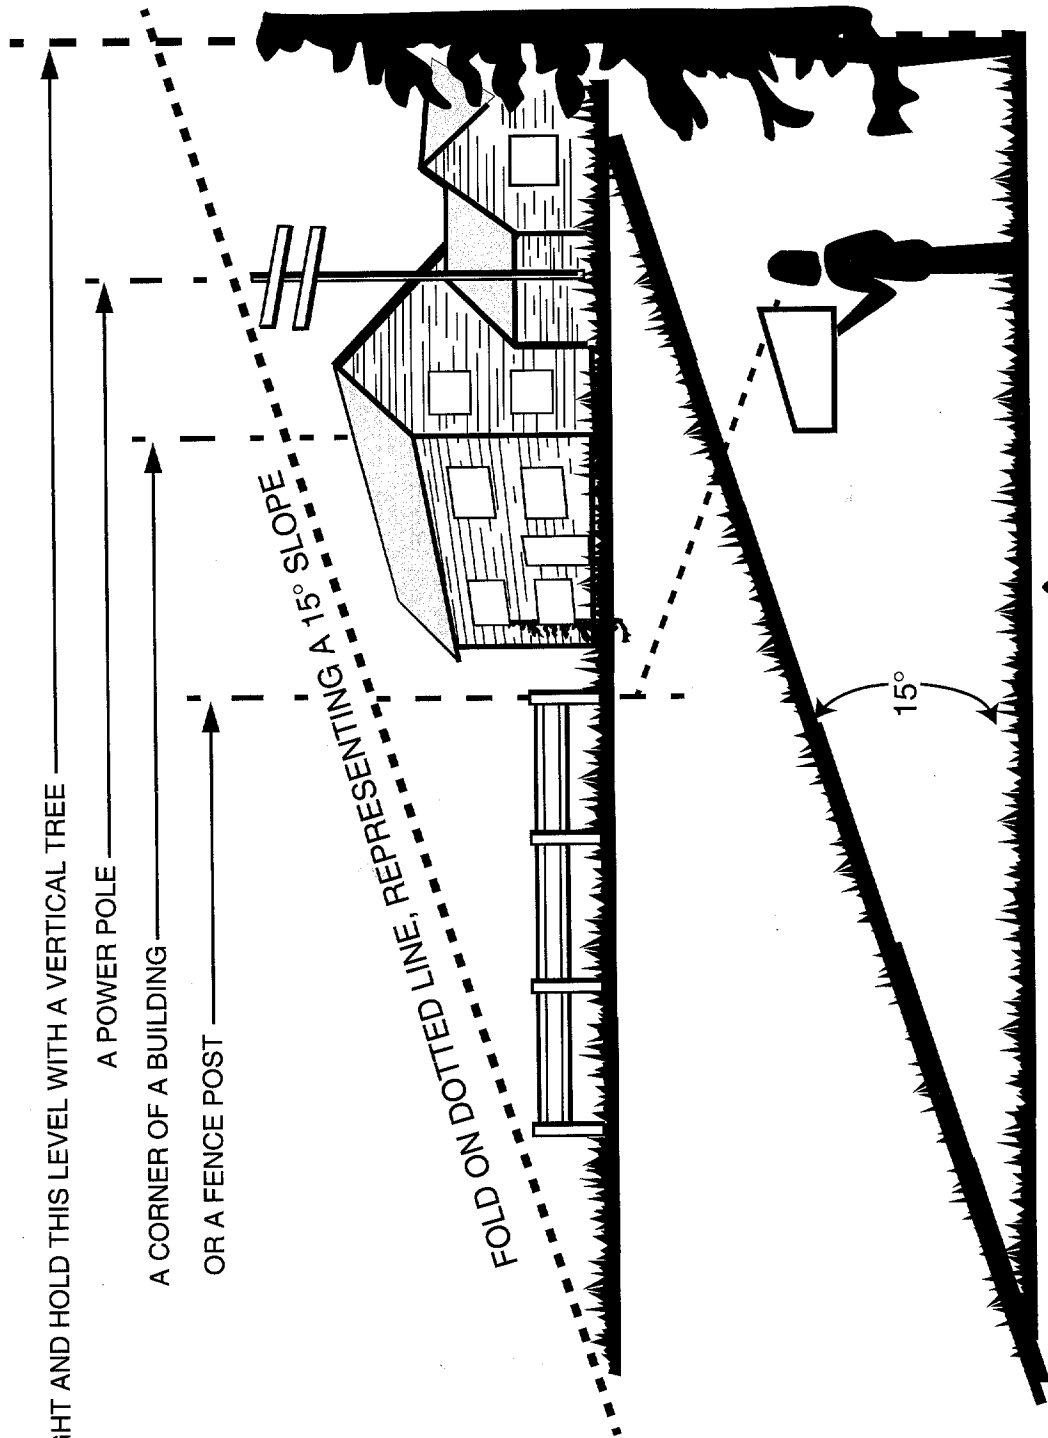 AND HOLD THIS LEVEL WITH A VERTICAL TREE
A POWER POLE
A CORNER OF A BUILDING
OR A FENCE POST
FOLD ON DOTTED LINE, REPRESENTING A 15° SLOPE
15°